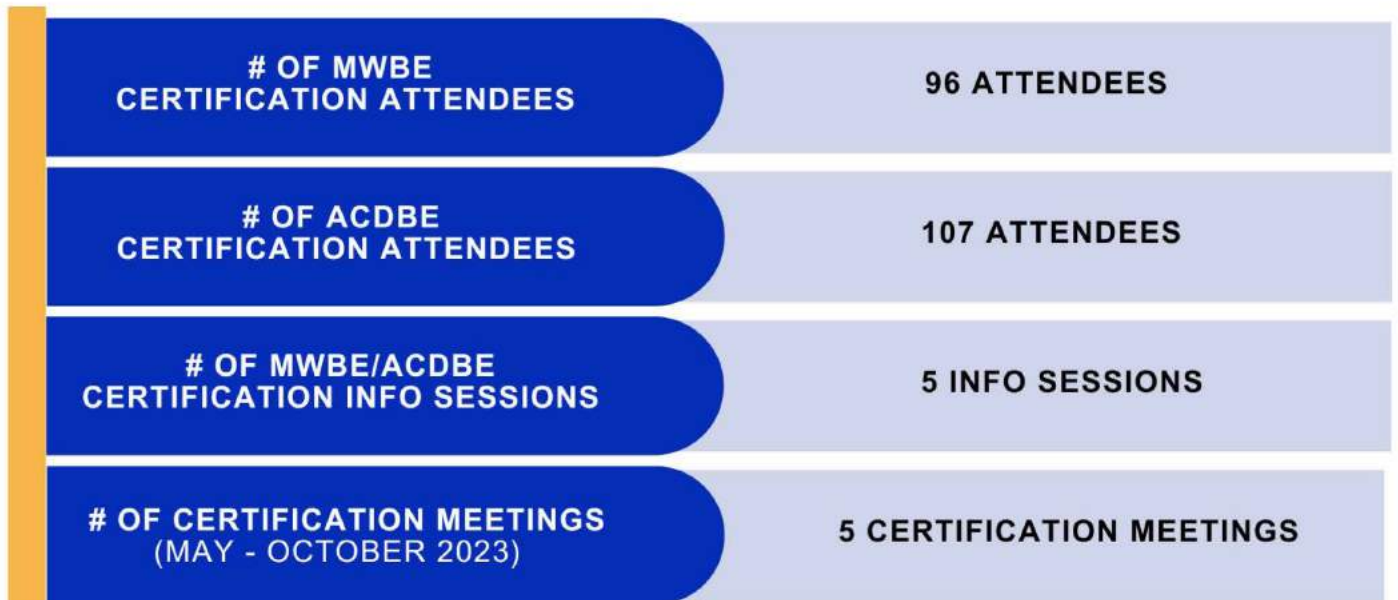 # OF MWBE
CERTIFICATION ATTENDEES
96 ATTENDEES
# OF ACDBE
CERTIFICATION ATTENDEES
107 ATTENDEES
# OF MWBE/ACDBE
CERTIFICATION INFO SESSIONS
5 INFO SESSIONS
# OF CERTIFICATION MEETINGS
(MAY - OCTOBER 2023)
5 CERTIFICATION MEETINGS